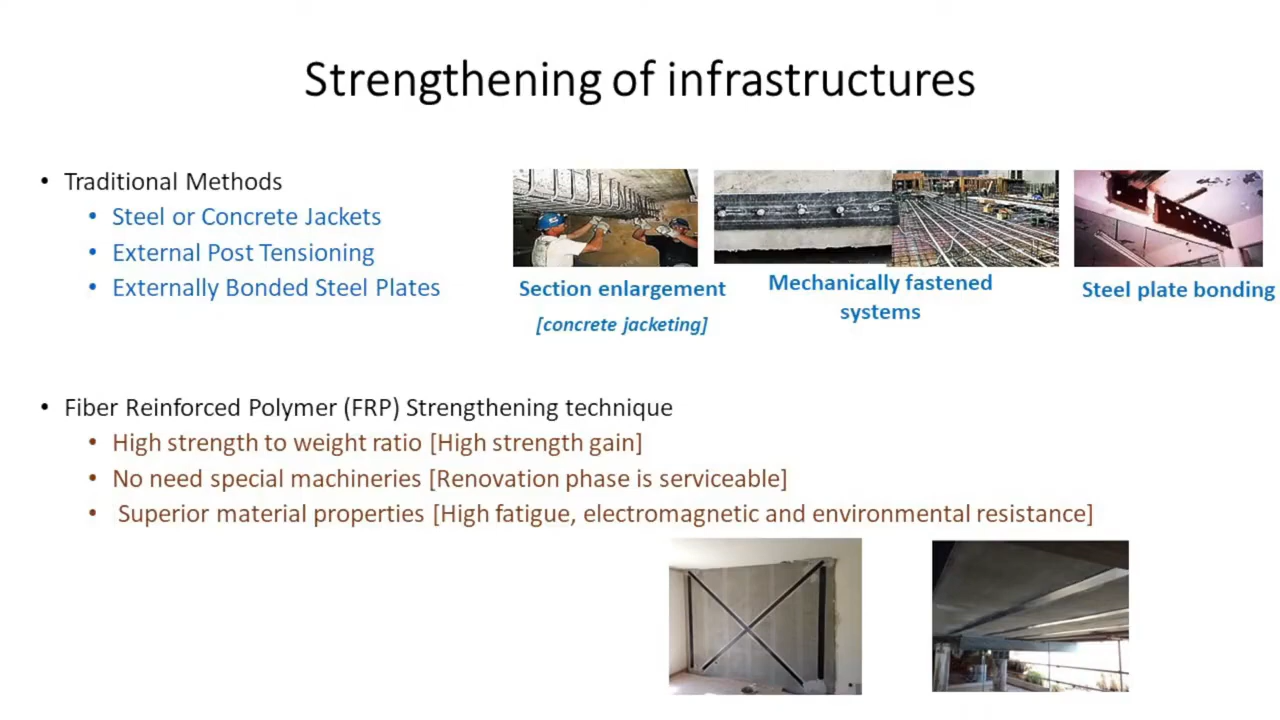 Strengthening of infrastructures
• Traditional Methods
• Steel or Concrete Jackets
• External Post Tensioning
• Externally Bonded Steel Plates
Section enlargement
[concrete jacketing]
Mechanically fastened
systems
Steel plate bonding
• Fiber Reinforced Polymer (FRP) Strengthening technique
• High strength to weight ratio [High strength gain]
• No need special machineries [Renovation phase is serviceable]
• Superior material properties [High fatigue, electromagnetic and environmental resistance]